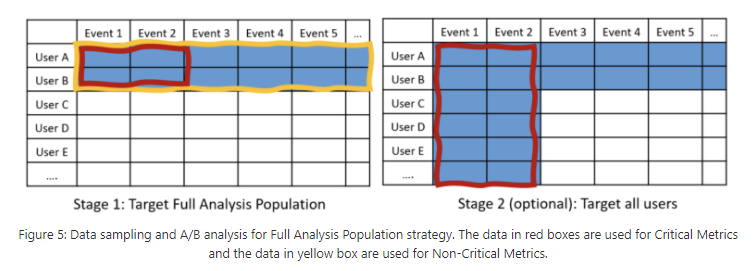 Event 1 Event 2 Event 3 Event 4 Event 5 ...
User A
User B
User C
User D
User E
....
Stage 1: Target Full Analysis Population
Event 1 Event 2 Event 3 Event 4 Event 5 ...
User A
User B
User C
User D
User E
....
Stage 2 (optional): Target all users
Figure 5: Data sampling and A/B analysis for Full Analysis Population strategy. The data in red boxes are used for Critical Metrics
and the data in yellow box are used for Non-Critical Metrics.